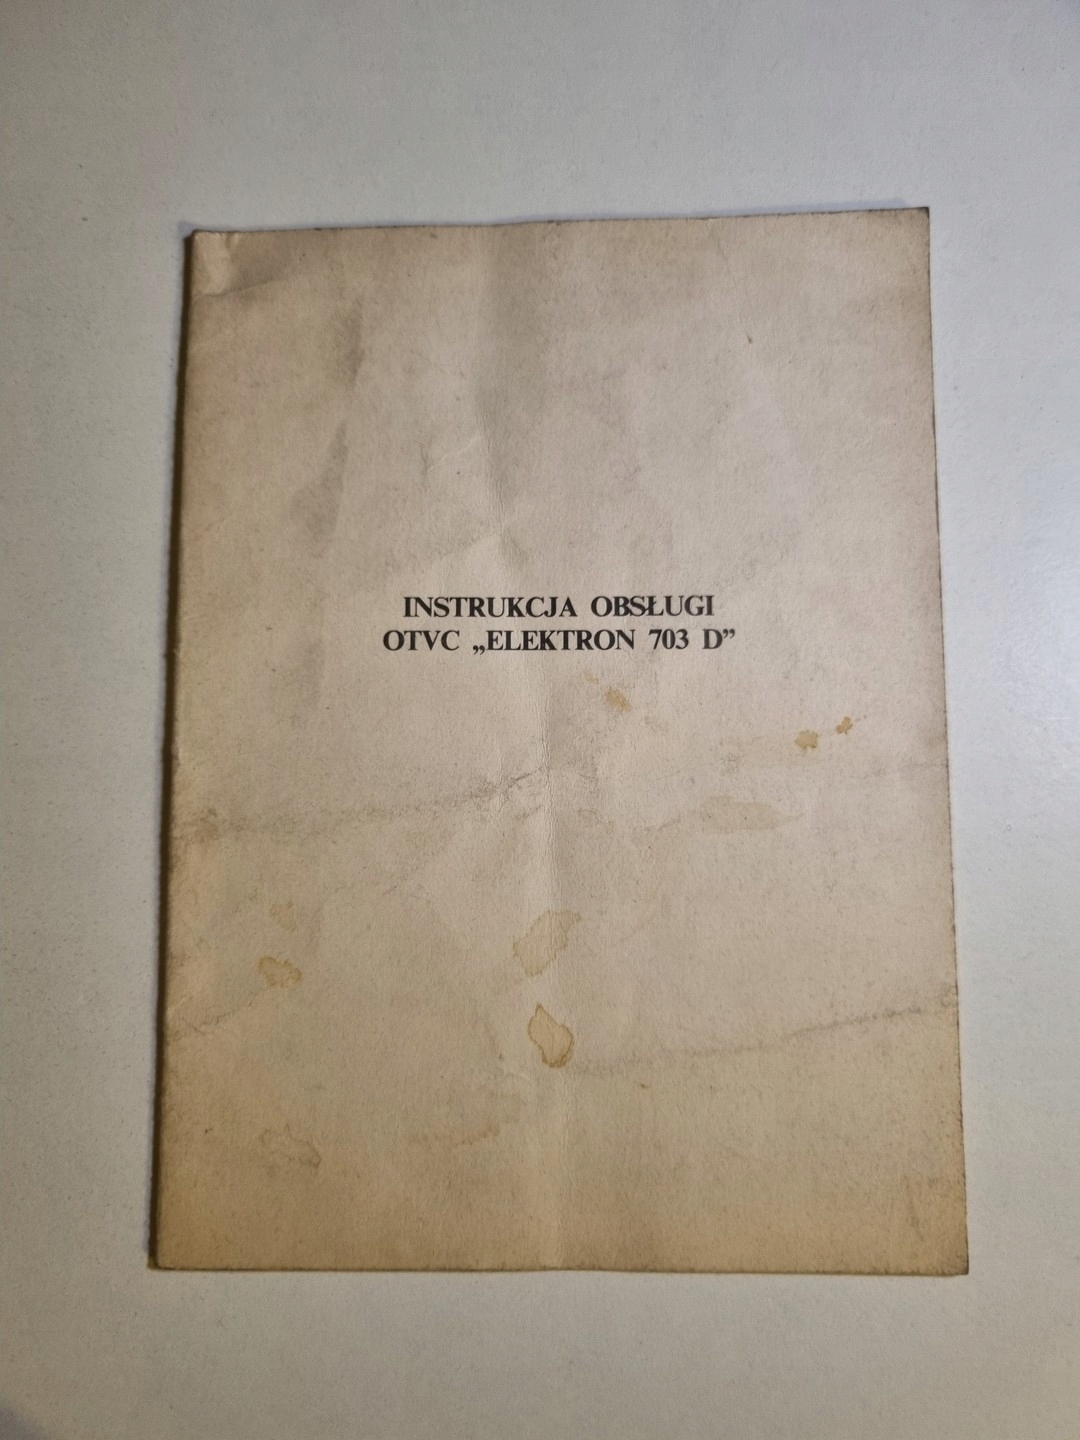 INSTRUKCJA OBSŁUGI
OTVC „ELEKTRON 703 D”